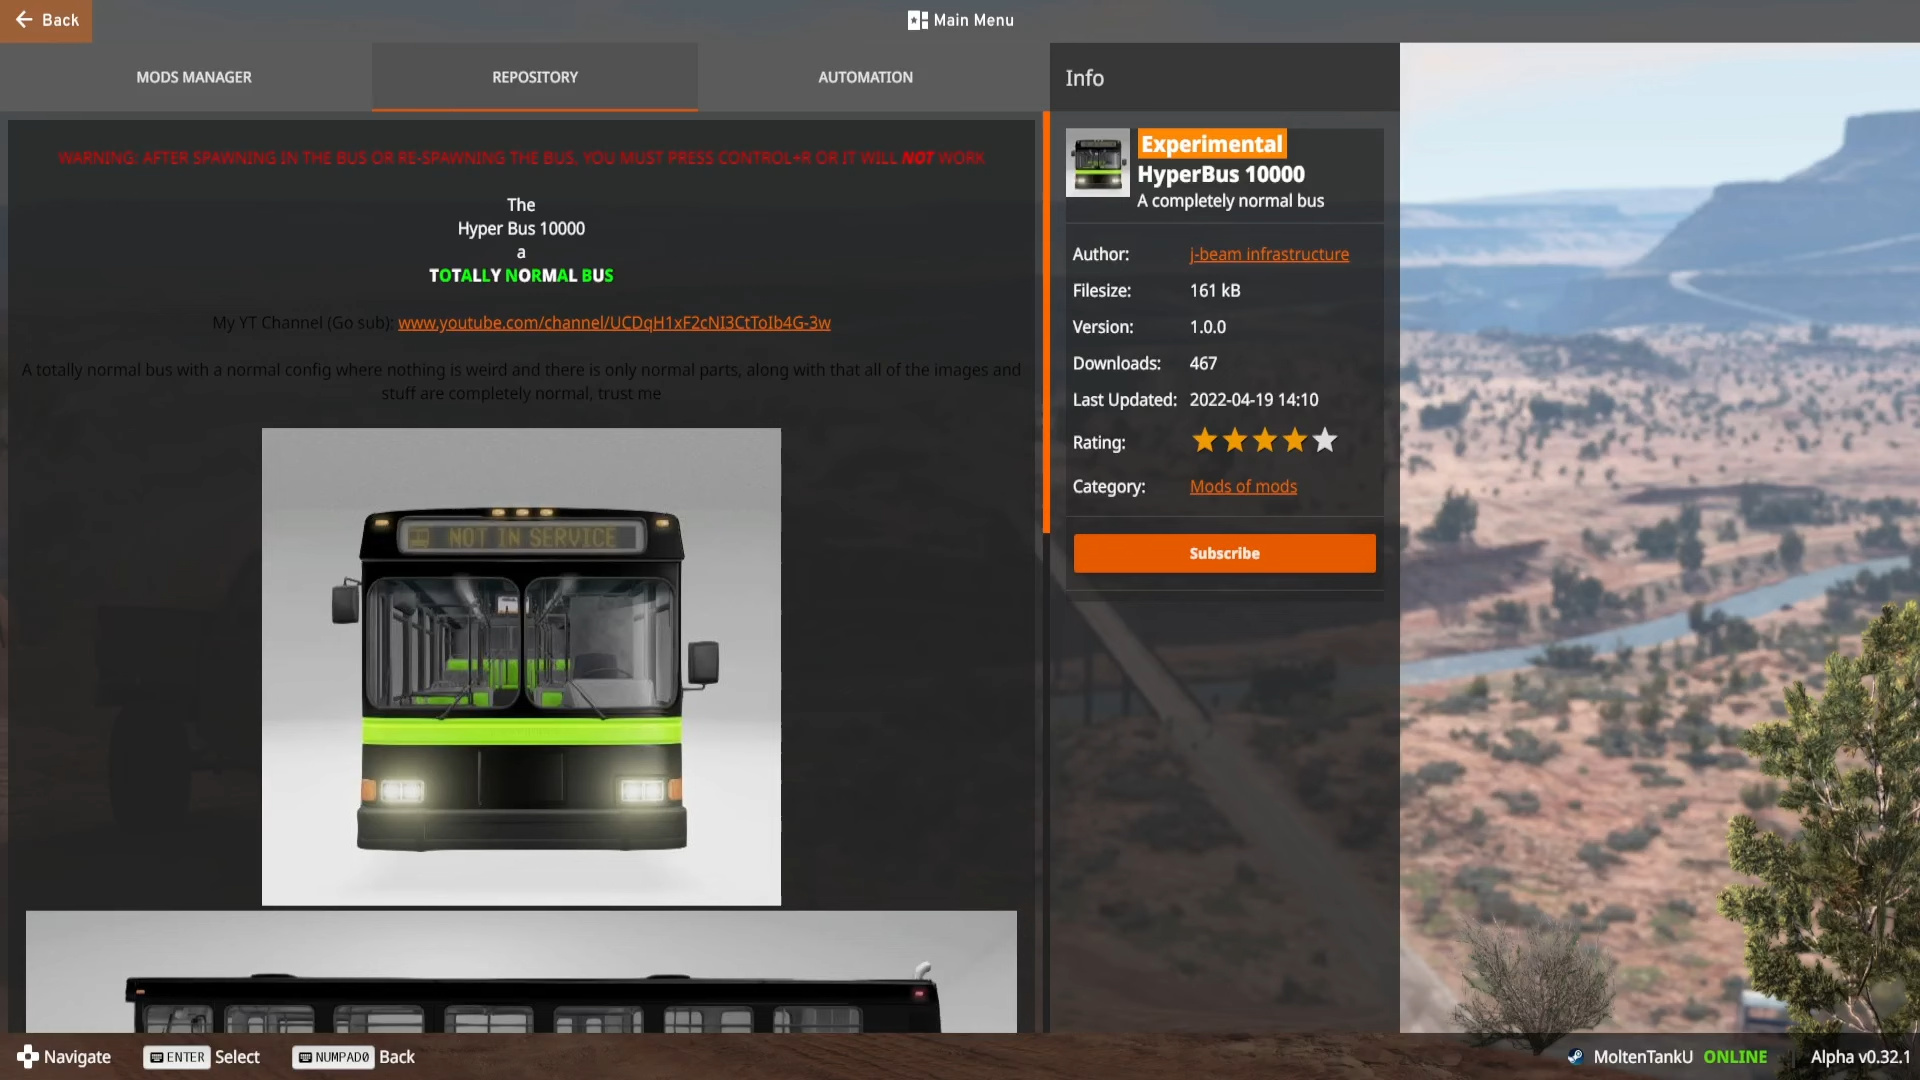 Back
Main Menu
MODS MANAGER
REPOSITORY
AUTOMATION
WARNING: AFTER SPAWNING IN THE BUS OR RE-SPAWNING THE BUS, YOU MUST PRESS CONTROL+R OR IT WILL NOT WORK
The
Hyper Bus 10000
a
TOTALLY NORMAL BUS
My YT Channel (Go sub): www.youtube.com/channel/UCDqH1xF2cNI3CtToIb4G-3w
A totally normal bus with a normal config where nothing is weird and there is only normal parts, along with that all of the images and
stuff are completely normal, trust me
NOT IN SERVICE
Info
Experimental
HyperBus 10000
A completely normal bus
Author: j-beam infrastructure
Filesize: 161 kB
Version: 1.0.0
Downloads: 467
Last Updated: 2022-04-19 14:10
Rating:
Category: Mods of mods
Subscribe
Navigate
ENTER Select
NUMPAD0 Back
MoltenTankU ONLINE
Alpha v0.32.1